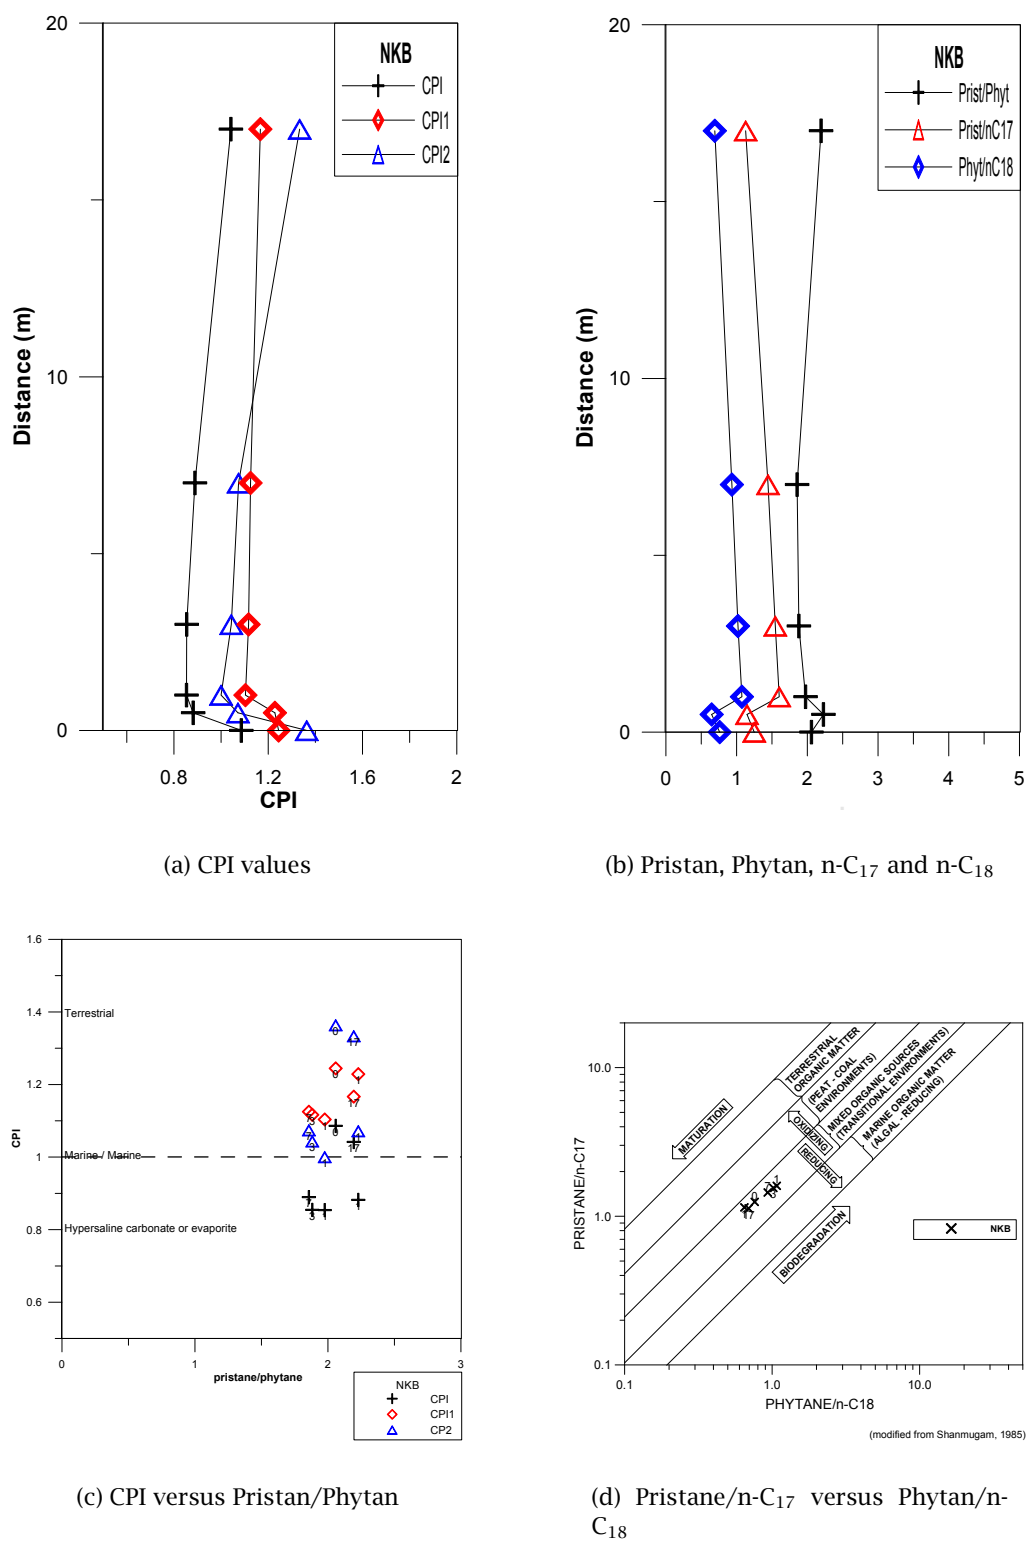 20
NKB
CPI
CPI1
CPI2
Distance (m)
10
0
0.8
1.2
1.6
2
CPI
(a) CPI values
20
NKB
Prist/Phyt
Prist/nC17
Phyt/nC18
Distance (m)
10
0
0
1
2
3
4
5
(b) Pristan, Phytan, n-C17 and n-C18
1.6
1.4
1.2
1
0.8
0.6
CPI
Terrestrial
Marine / Marine
Hypersaline carbonate or evaporite
0
1
2
3
pristane/phytane
NKB
CPI
CPI1
CP2
(c) CPI versus Pristan/Phytan
10.0
1.0
0.1
PRISTANE/n-C17
MATURATION
TERRESTRIAL
ORGANIC MATTER
(PEAT - COAL
ENVIRONMENTS)
MIXED ORGANIC SOURCES
(TRANSITIONAL ENVIRONMENTS)
MARINE ORGANIC MATTER
(ALGAL - REDUCING)
OXIDIZING
REDUCING
BIODEGRADATION
NKB
0.1
1.0
10.0
PHYTANE/n-C18
(modified from Shanmugam, 1985)
(d) Pristane/n-C17 versus Phytan/n-
C18